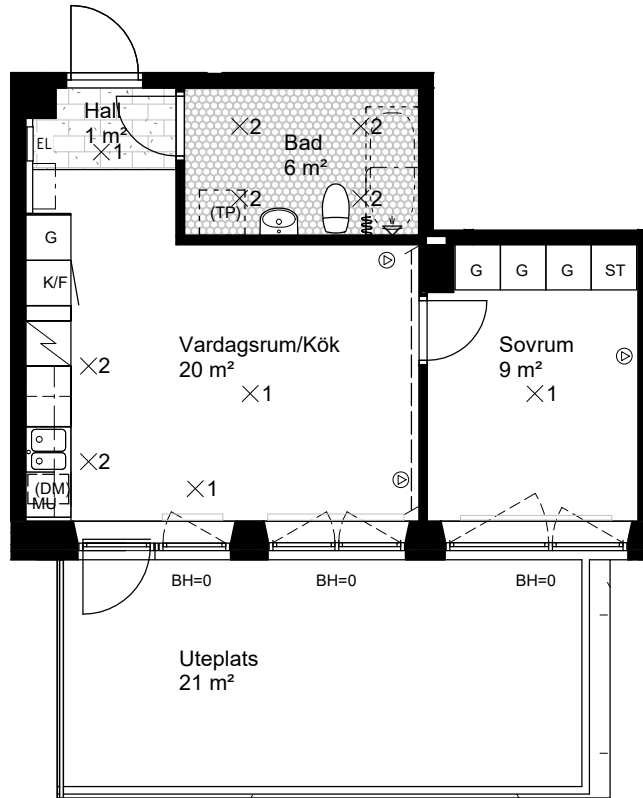 Hall
1 m²
1
EL
2
2
Bad
6 m²
2
2
(TP)
G
K/F
G
G
G
ST
Vardagsrum/Kök
20 m²
Sovrum
9 m²
2
1
1
2
1
(DM)
MU
BH=0
BH=0
BH=0
Uteplats
21 m²